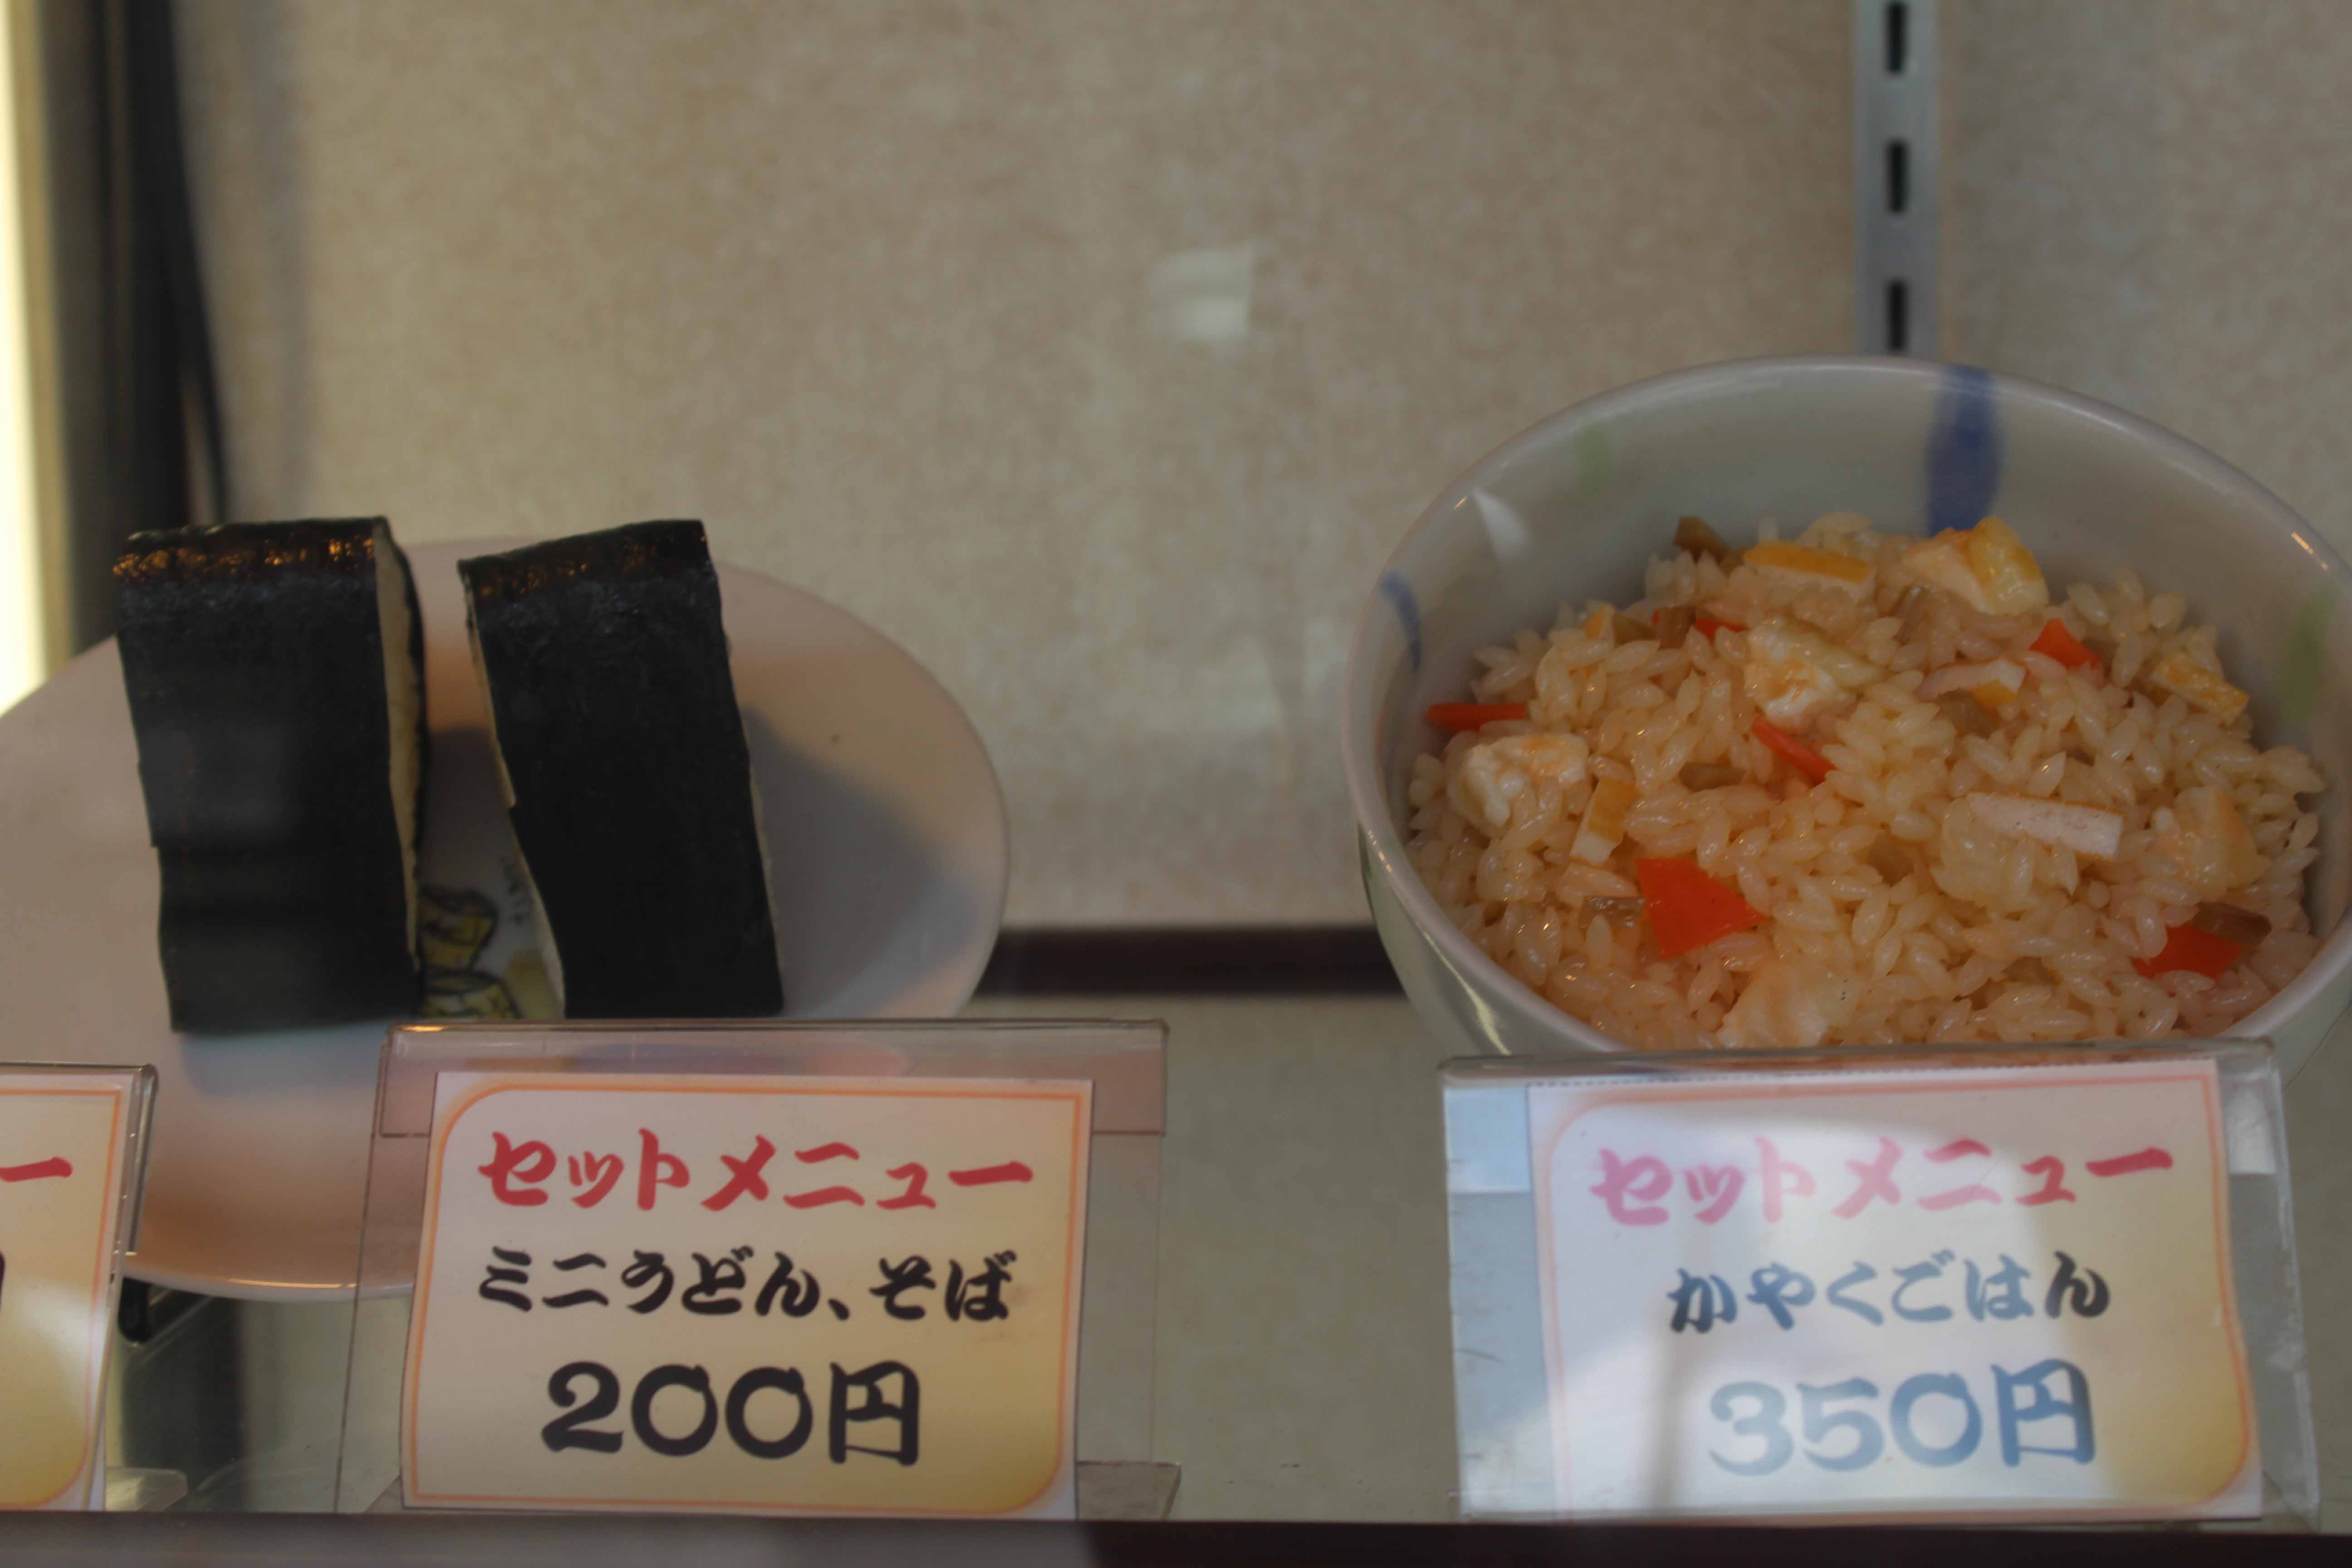 ー
セットメニュー
ミニうどん、そば
200円
セットメニュー
かやくごはん
350円